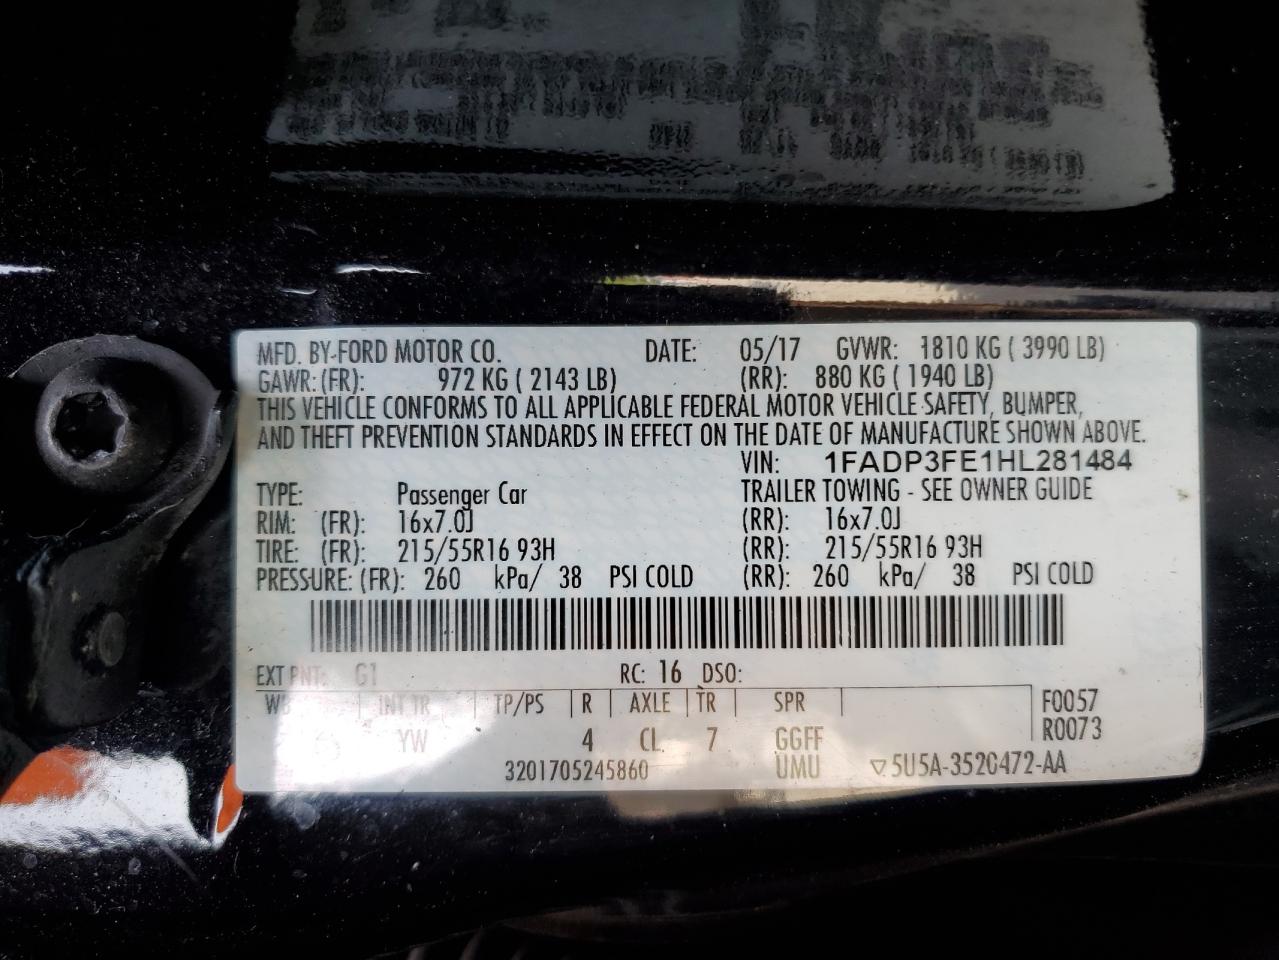 MFD. BY-FORD MOTOR CO. DATE: 05/17 GVWR: 1810 KG ( 3990 LB)
GAWR: (FR): 972 KG ( 2143 LB) (RR): 880 KG ( 1940 LB)
THIS VEHICLE CONFORMS TO ALL APPLICABLE FEDERAL MOTOR VEHICLE SAFETY, BUMPER,
AND THEFT PREVENTION STANDARDS IN EFFECT ON THE DATE OF MANUFACTURE SHOWN ABOVE.
VIN: 1FADP3FE1HL281484
TYPE: Passenger Car TRAILER TOWING - SEE OWNER GUIDE
RIM: (FR): 16x7.0J (RR): 16x7.0J
TIRE: (FR): 215/55R16 93H (RR): 215/55R16 93H
PRESSURE: (FR): 260 kPa/ 38 PSI COLD (RR): 260 kPa/ 38 PSI COLD
EXT PNT: G1 RC: 16 DSO:
WB INT TR TP/PS R AXLE TR SPR F0057
R0073
YW 4 CL 7 GGFF
3201705245860 UMU ▽5U5A-3520472-AA